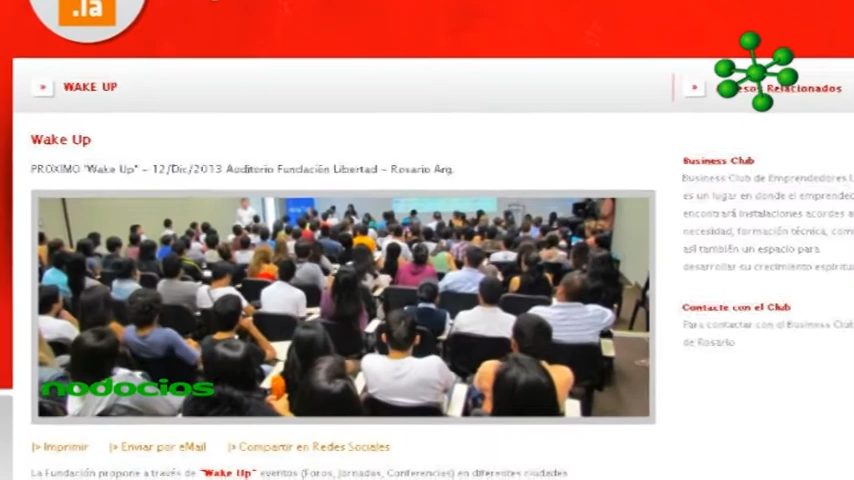 .la
» WAKE UP
» Relacionados
Wake Up
PROXIMO "Wake Up" - 12/Dic/2013 Auditorio Fundación Libertad - Rosario Arg.
nodocios
|> Imprimir |> Enviar por eMail |> Compartir en Redes Sociales
La Fundación propone a través de "Wake Up" eventos (Foros, Jornadas, Conferencias) en diferentes ciudades
Business Club
Business Club de Emprendedores
es un lugar en donde el
encontrará instalaciones acordes a
necesidad, formación técnica,
así también un espacio para
desarrollar su crecimiento
Contacte con el Club
Para contactar con el Business Club
de Rosario